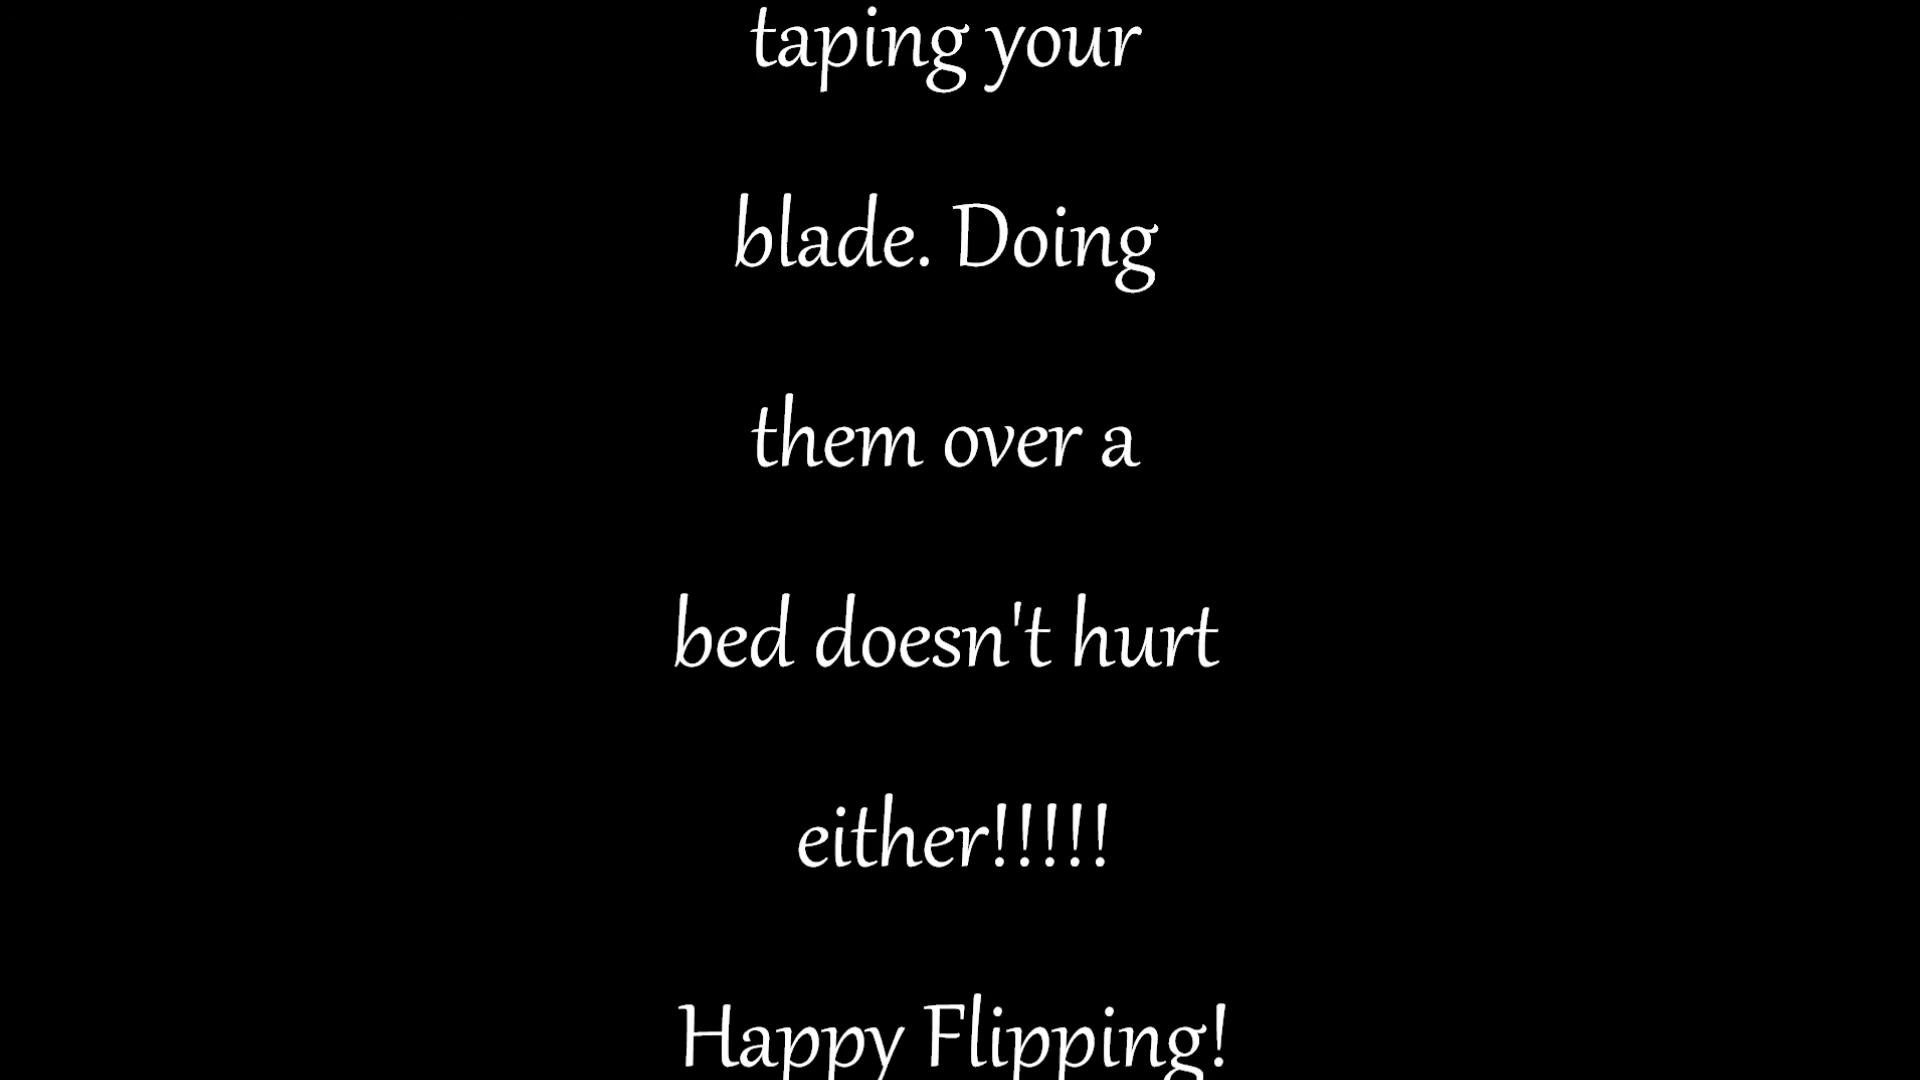 taping your
blade. Doing
them over a
bed doesn't hurt
either!!!!!
Happy Flipping!